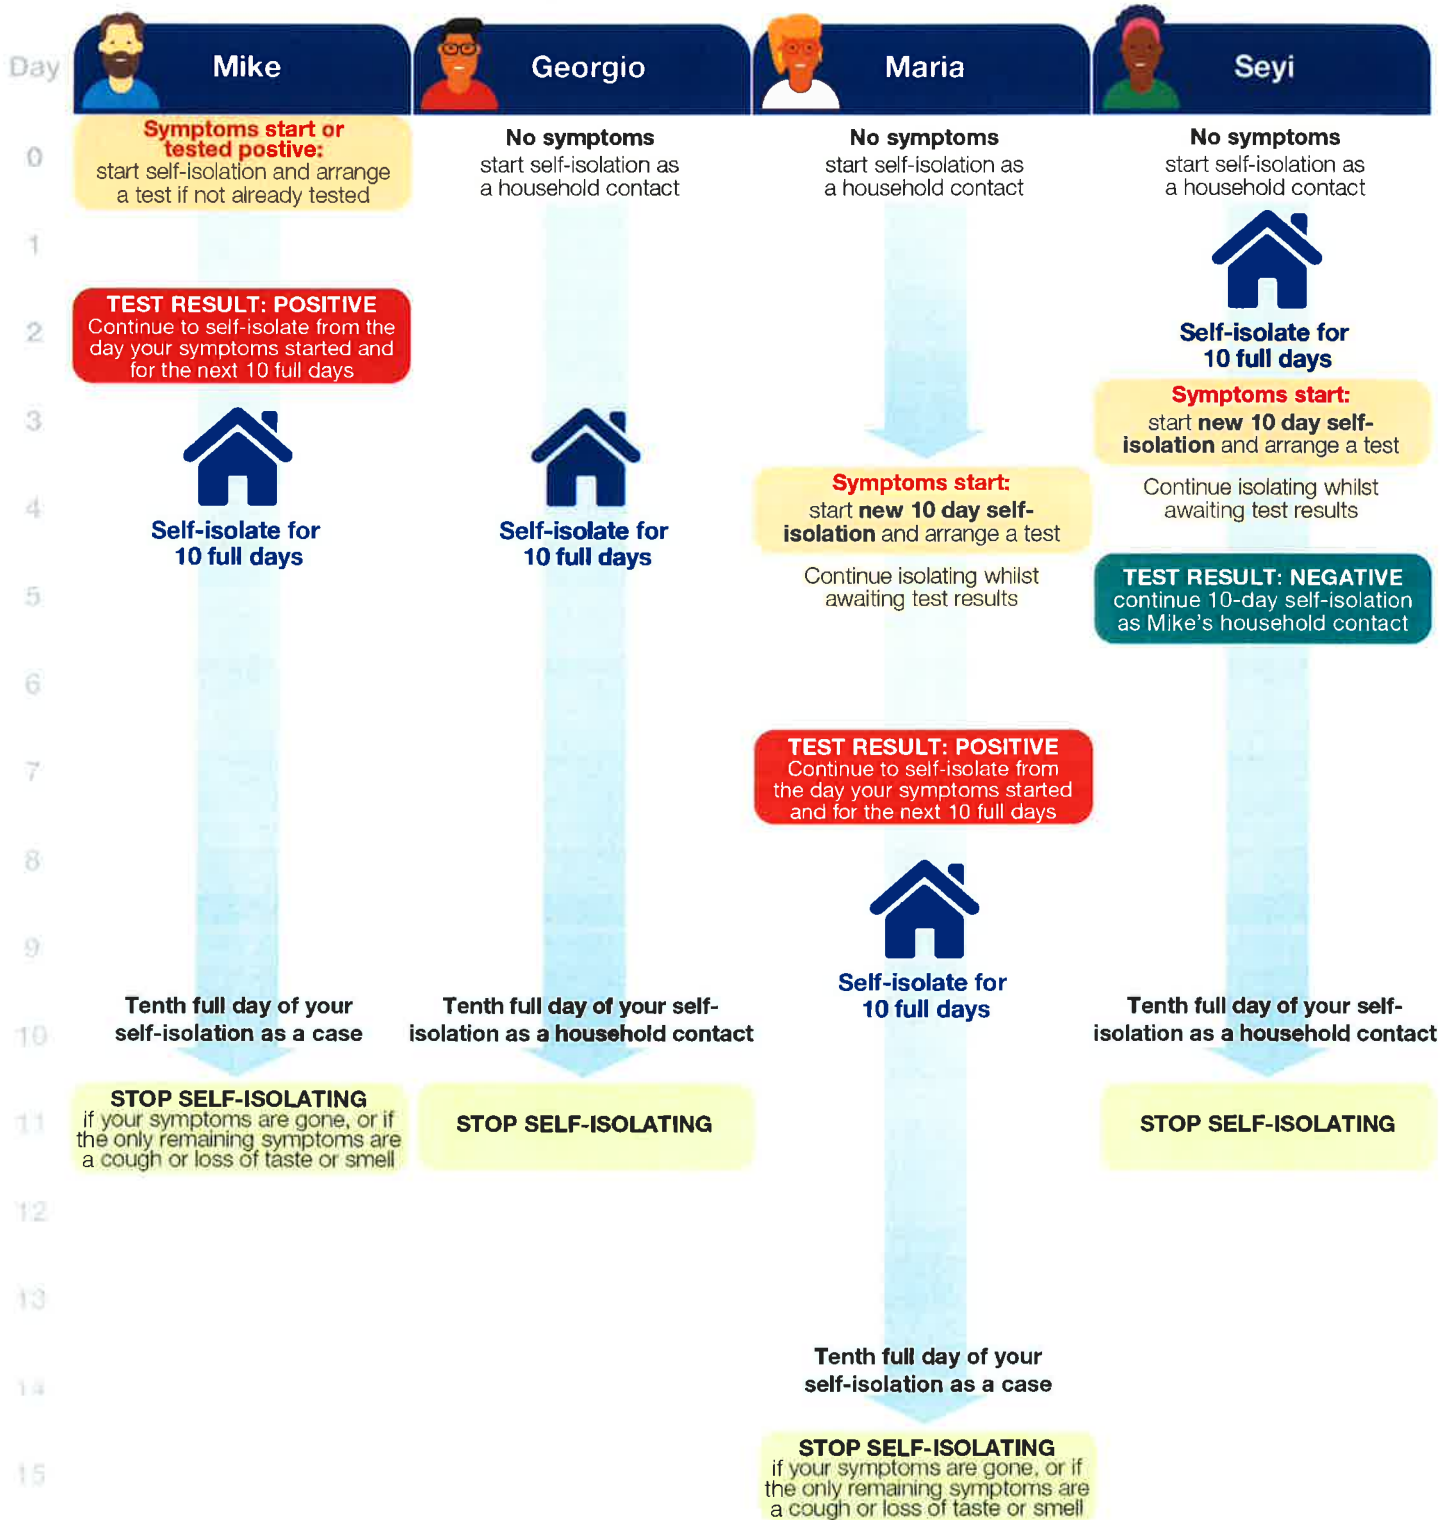 Day
Mike
Georgio
Maria
Seyi
0
Symptoms start or
tested postive:
start self-isolation and arrange
a test if not already tested
No symptoms
start self-isolation as
a household contact
No symptoms
start self-isolation as
a household contact
No symptoms
start self-isolation as
a household contact
1
2
TEST RESULT: POSITIVE
Continue to self-isolate from the
day your symptoms started and
for the next 10 full days
Self-isolate for
10 full days
3
Symptoms start:
start new 10 day self-
isolation and arrange a test
4
Self-isolate for
10 full days
Self-isolate for
10 full days
Symptoms start:
start new 10 day self-
isolation and arrange a test
Continue isolating whilst
awaiting test results
5
Continue isolating whilst
awaiting test results
TEST RESULT: NEGATIVE
continue 10-day self-isolation
as Mike's household contact
6
7
TEST RESULT: POSITIVE
Continue to self-isolate from
the day your symptoms started
and for the next 10 full days
8
9
Self-isolate for
10 full days
10
Tenth full day of your
self-isolation as a case
Tenth full day of your self-
isolation as a household contact
Tenth full day of your self-
isolation as a household contact
11
STOP SELF-ISOLATING
if your symptoms are gone, or if
the only remaining symptoms are
a cough or loss of taste or smell
STOP SELF-ISOLATING
STOP SELF-ISOLATING
12
13
14
Tenth full day of your
self-isolation as a case
15
STOP SELF-ISOLATING
if your symptoms are gone, or if
the only remaining symptoms are
a cough or loss of taste or smell